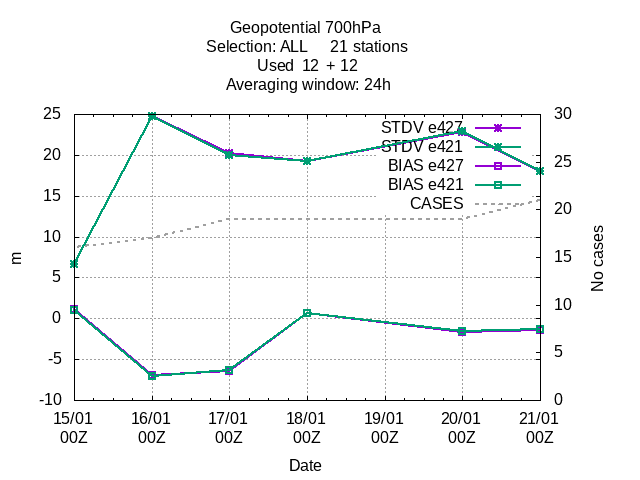 Geopotential 700hPa
Selection: ALL     21 stations
Used  12  + 12
Averaging window: 24h
STDV e427
STDV e421
BIAS e427
BIAS e421
CASES
25
20
15
10
5
0
-5
-10
m
30
25
20
15
10
5
0
No cases
15/01 16/01 17/01 18/01 19/01 20/01 21/01
00Z 00Z 00Z 00Z 00Z 00Z 00Z
Date